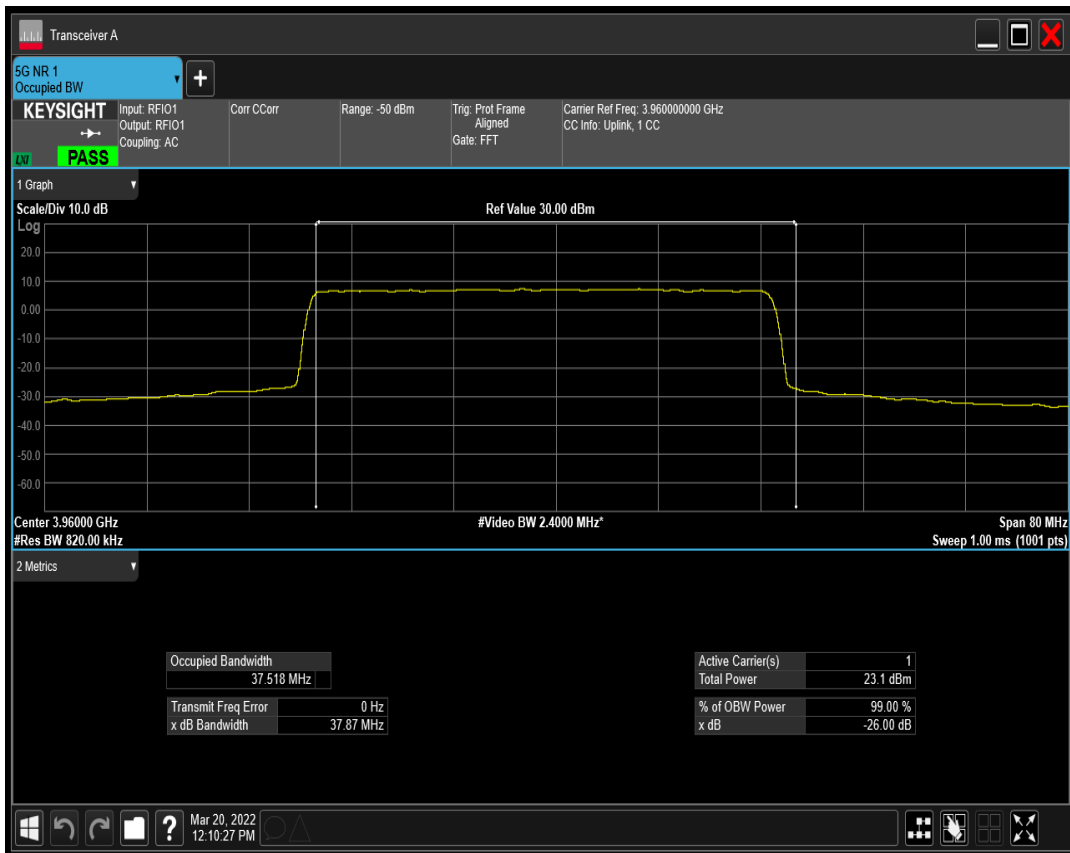 Transceiver A
5G NR 1
Occupied BW
KEYSIGHT
LXI
PASS
Input: RFIO1
Output: RFIO1
Coupling: AC
Corr CCorr
Range: -50 dBm
Trig: Prot Frame
Aligned
Gate: FFT
Carrier Ref Freq: 3.960000000 GHz
CC Info: Uplink, 1 CC
1 Graph
Scale/Div 10.0 dB
Ref Value 30.00 dBm
Log
20.0
10.0
0.00
-10.0
-20.0
-30.0
-40.0
-50.0
-60.0
Center 3.96000 GHz
#Video BW 2.4000 MHz*
Span 80 MHz
#Res BW 820.00 kHz
Sweep 1.00 ms (1001 pts)
2 Metrics
Occupied Bandwidth
37.518 MHz
Transmit Freq Error 0 Hz
x dB Bandwidth 37.87 MHz
Active Carrier(s) 1
Total Power 23.1 dBm
% of OBW Power 99.00 %
x dB -26.00 dB
?
Mar 20, 2022
12:10:27 PM